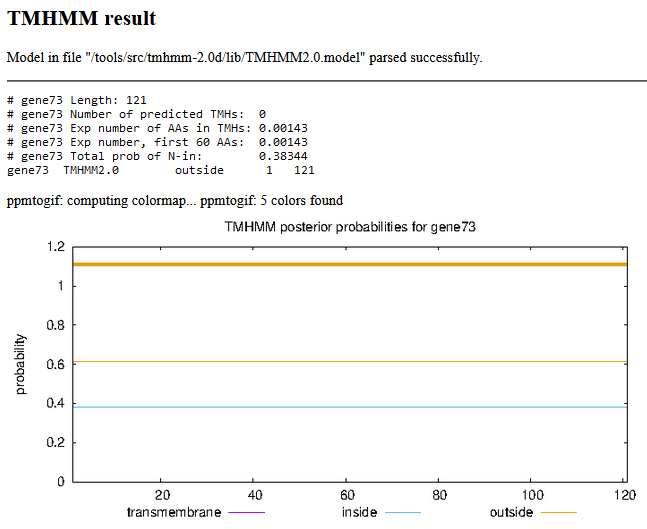 TMHMM result
Model in file "/tools/src/tmhmm-2.0d/lib/TMHMM2.0.model" parsed successfully.
# gene73 Length: 121
# gene73 Number of predicted TMHs:  0
# gene73 Exp number of AAs in TMHs: 0.00143
# gene73 Exp number, first 60 AAs:  0.00143
# gene73 Total prob of N-in:        0.38344
gene73  TMHMM2.0        outside      1   121
ppmtogif: computing colormap... ppmtogif: 5 colors found
TMHMM posterior probabilities for gene73
1.2
1
0.8
0.6
0.4
0.2
0
probability
20 40 60 80 100 120
transmembrane inside outside